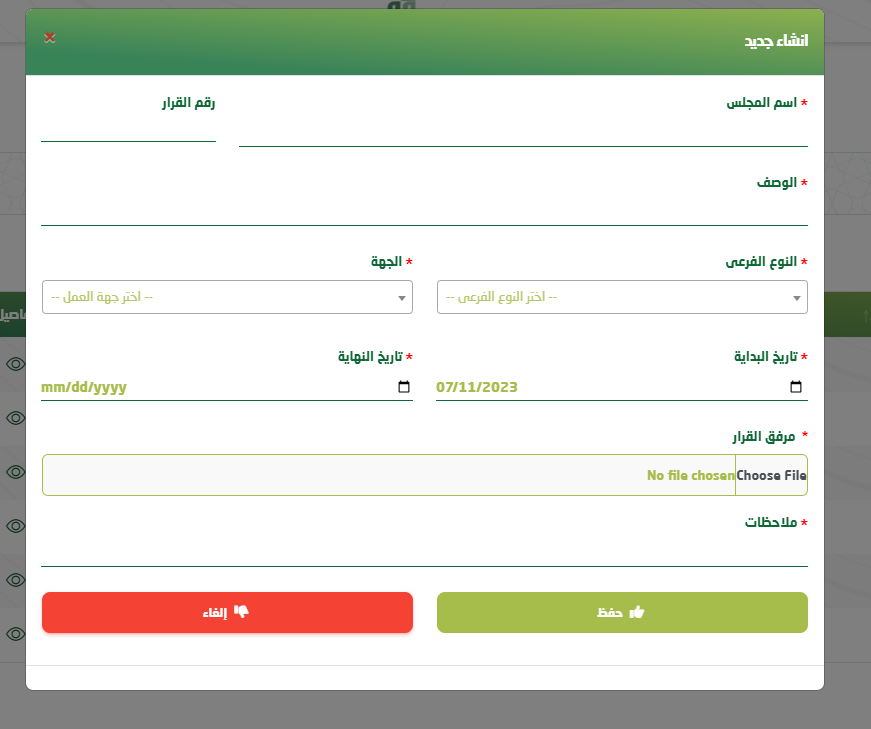 انشاء جديد
* اسم المجلس
رقم القرار
* الوصف
* النوع الفرعى
* الجهة
-- اختر النوع الفرعى --
-- اختر جهة العمل --
* تاريخ البداية
* تاريخ النهاية
07/11/2023
mm/dd/yyyy
* مرفق القرار
Choose File No file chosen
* ملاحظات
حفظ
إلغاء